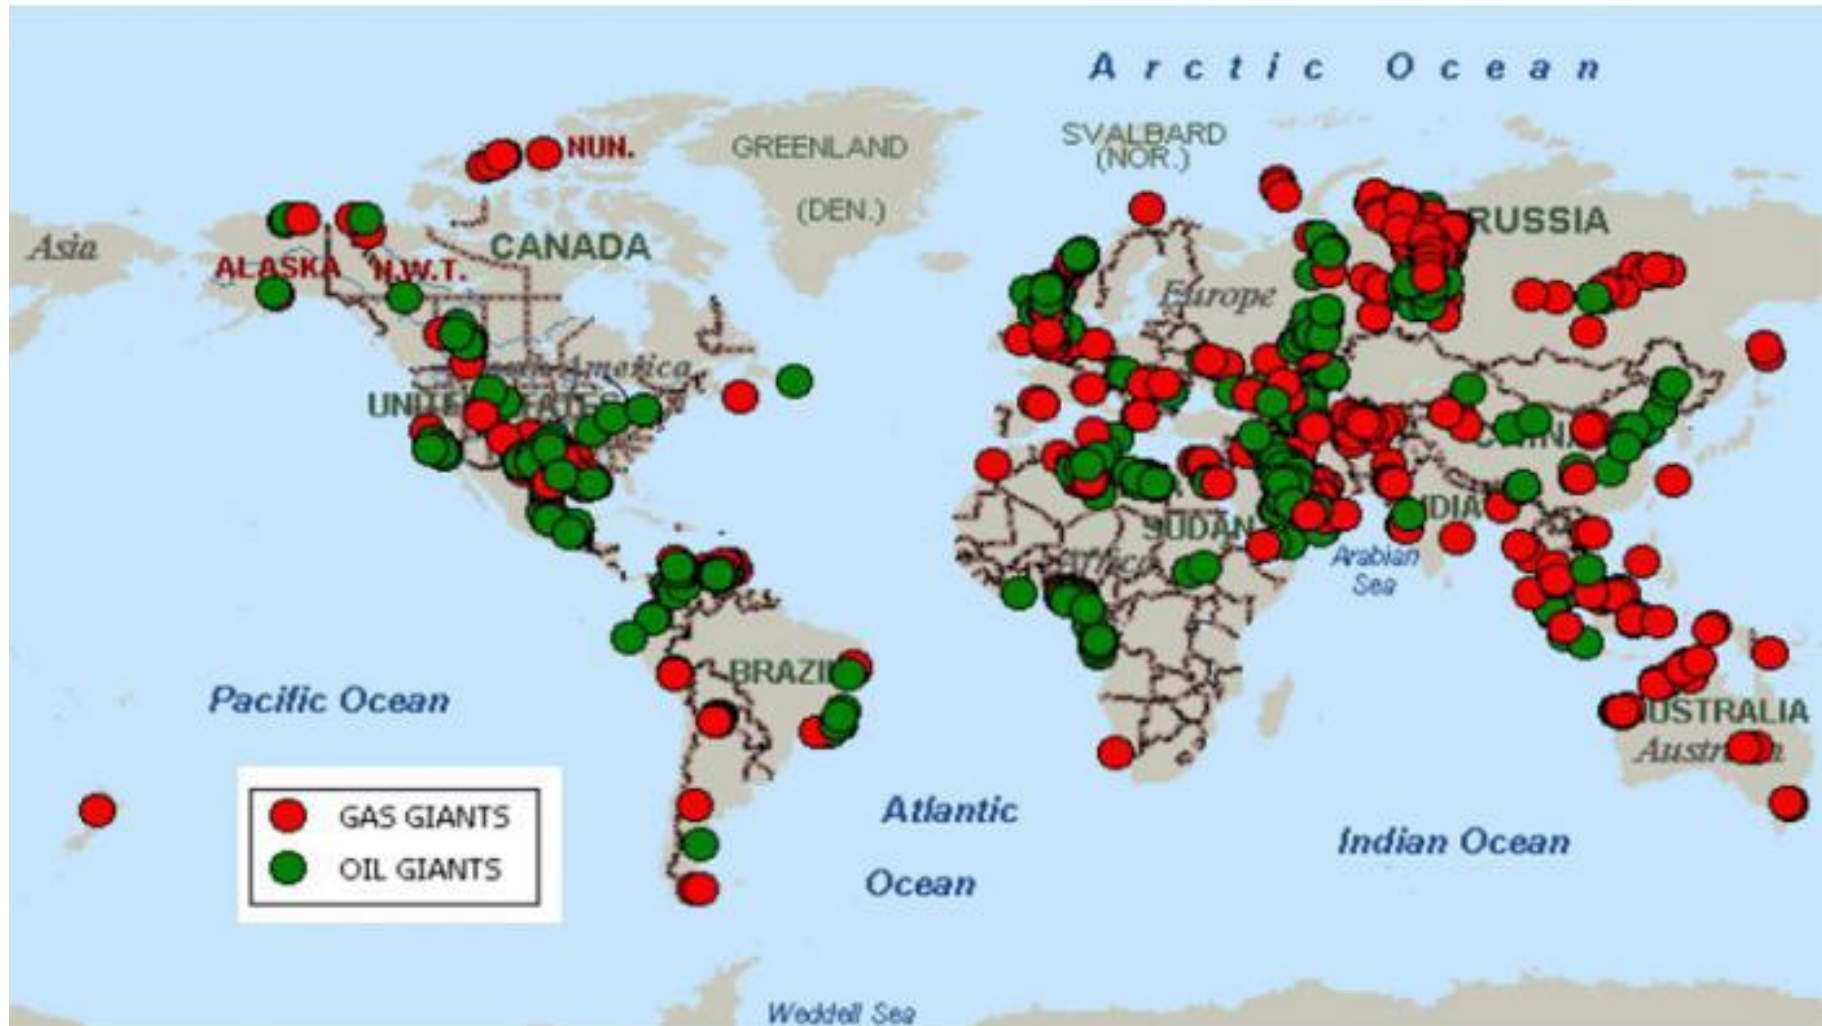 Arctic Ocean
SVALBARD
(NOR.)
NUN.
GREENLAND
(DEN.)
RUSSIA
Asia
CANADA
ALASKA
N.W.T.
Europe
America
SUDAN
Arabian
Sea
BRAZIL
Pacific Ocean
AUSTRALIA
GAS GIANTS
OIL GIANTS
Atlantic
Ocean
Indian Ocean
Weddell Sea